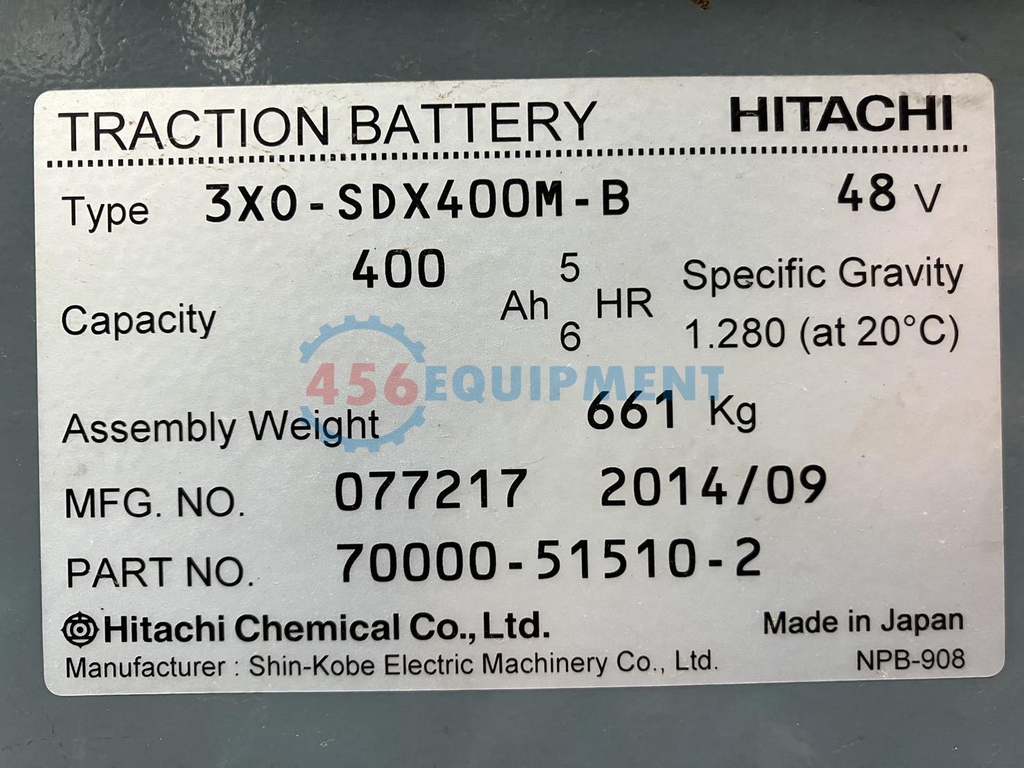 TRACTION BATTERY HITACHI
Type 3X0-SDX400M-B 48 V
Capacity 400 Ah 5 HR Specific Gravity
6 1.280 (at 20°C)
456EQUIPMENT
Assembly Weight 661 Kg
MFG. NO. 077217 2014/09
PART NO. 70000-51510-2
Hitachi Chemical Co., Ltd. Made in Japan
Manufacturer : Shin-Kobe Electric Machinery Co., Ltd. NPB-908